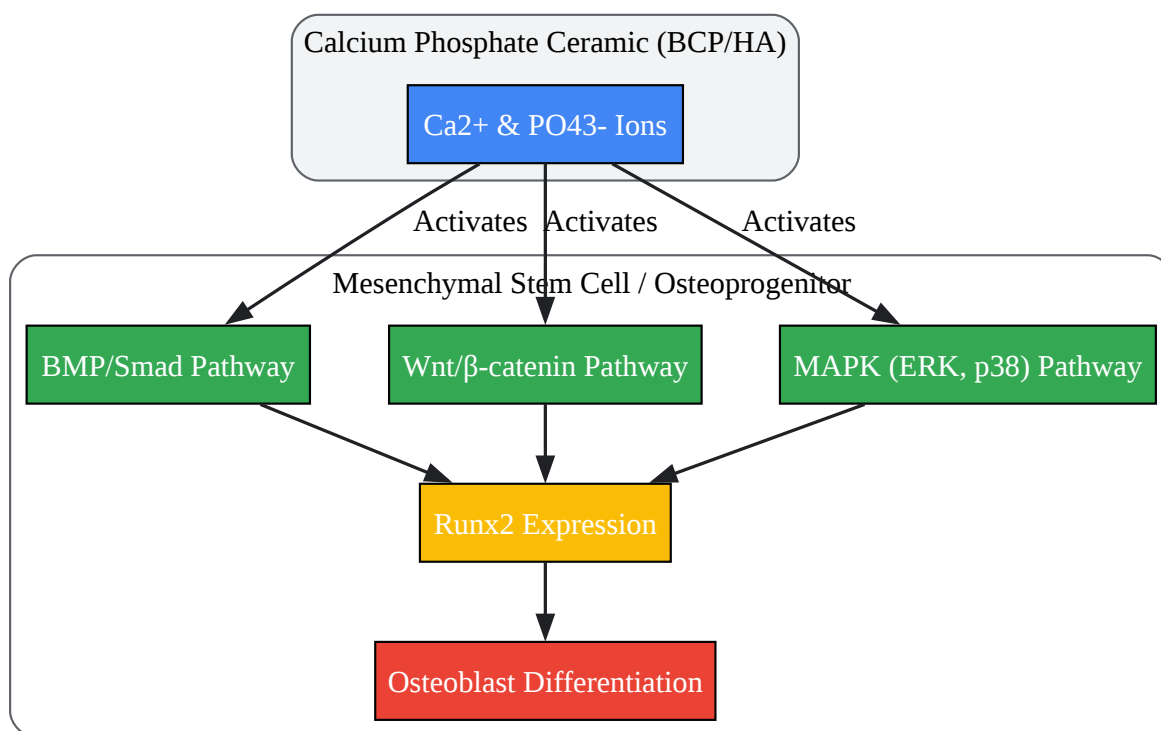 Calcium Phosphate Ceramic (BCP/HA)
Ca2+ & PO43- Ions
Activates
Activates
Activates
Mesenchymal Stem Cell / Osteoprogenitor
BMP/Smad Pathway
Wnt/β-catenin Pathway
MAPK (ERK, p38) Pathway
Runx2 Expression
Osteoblast Differentiation